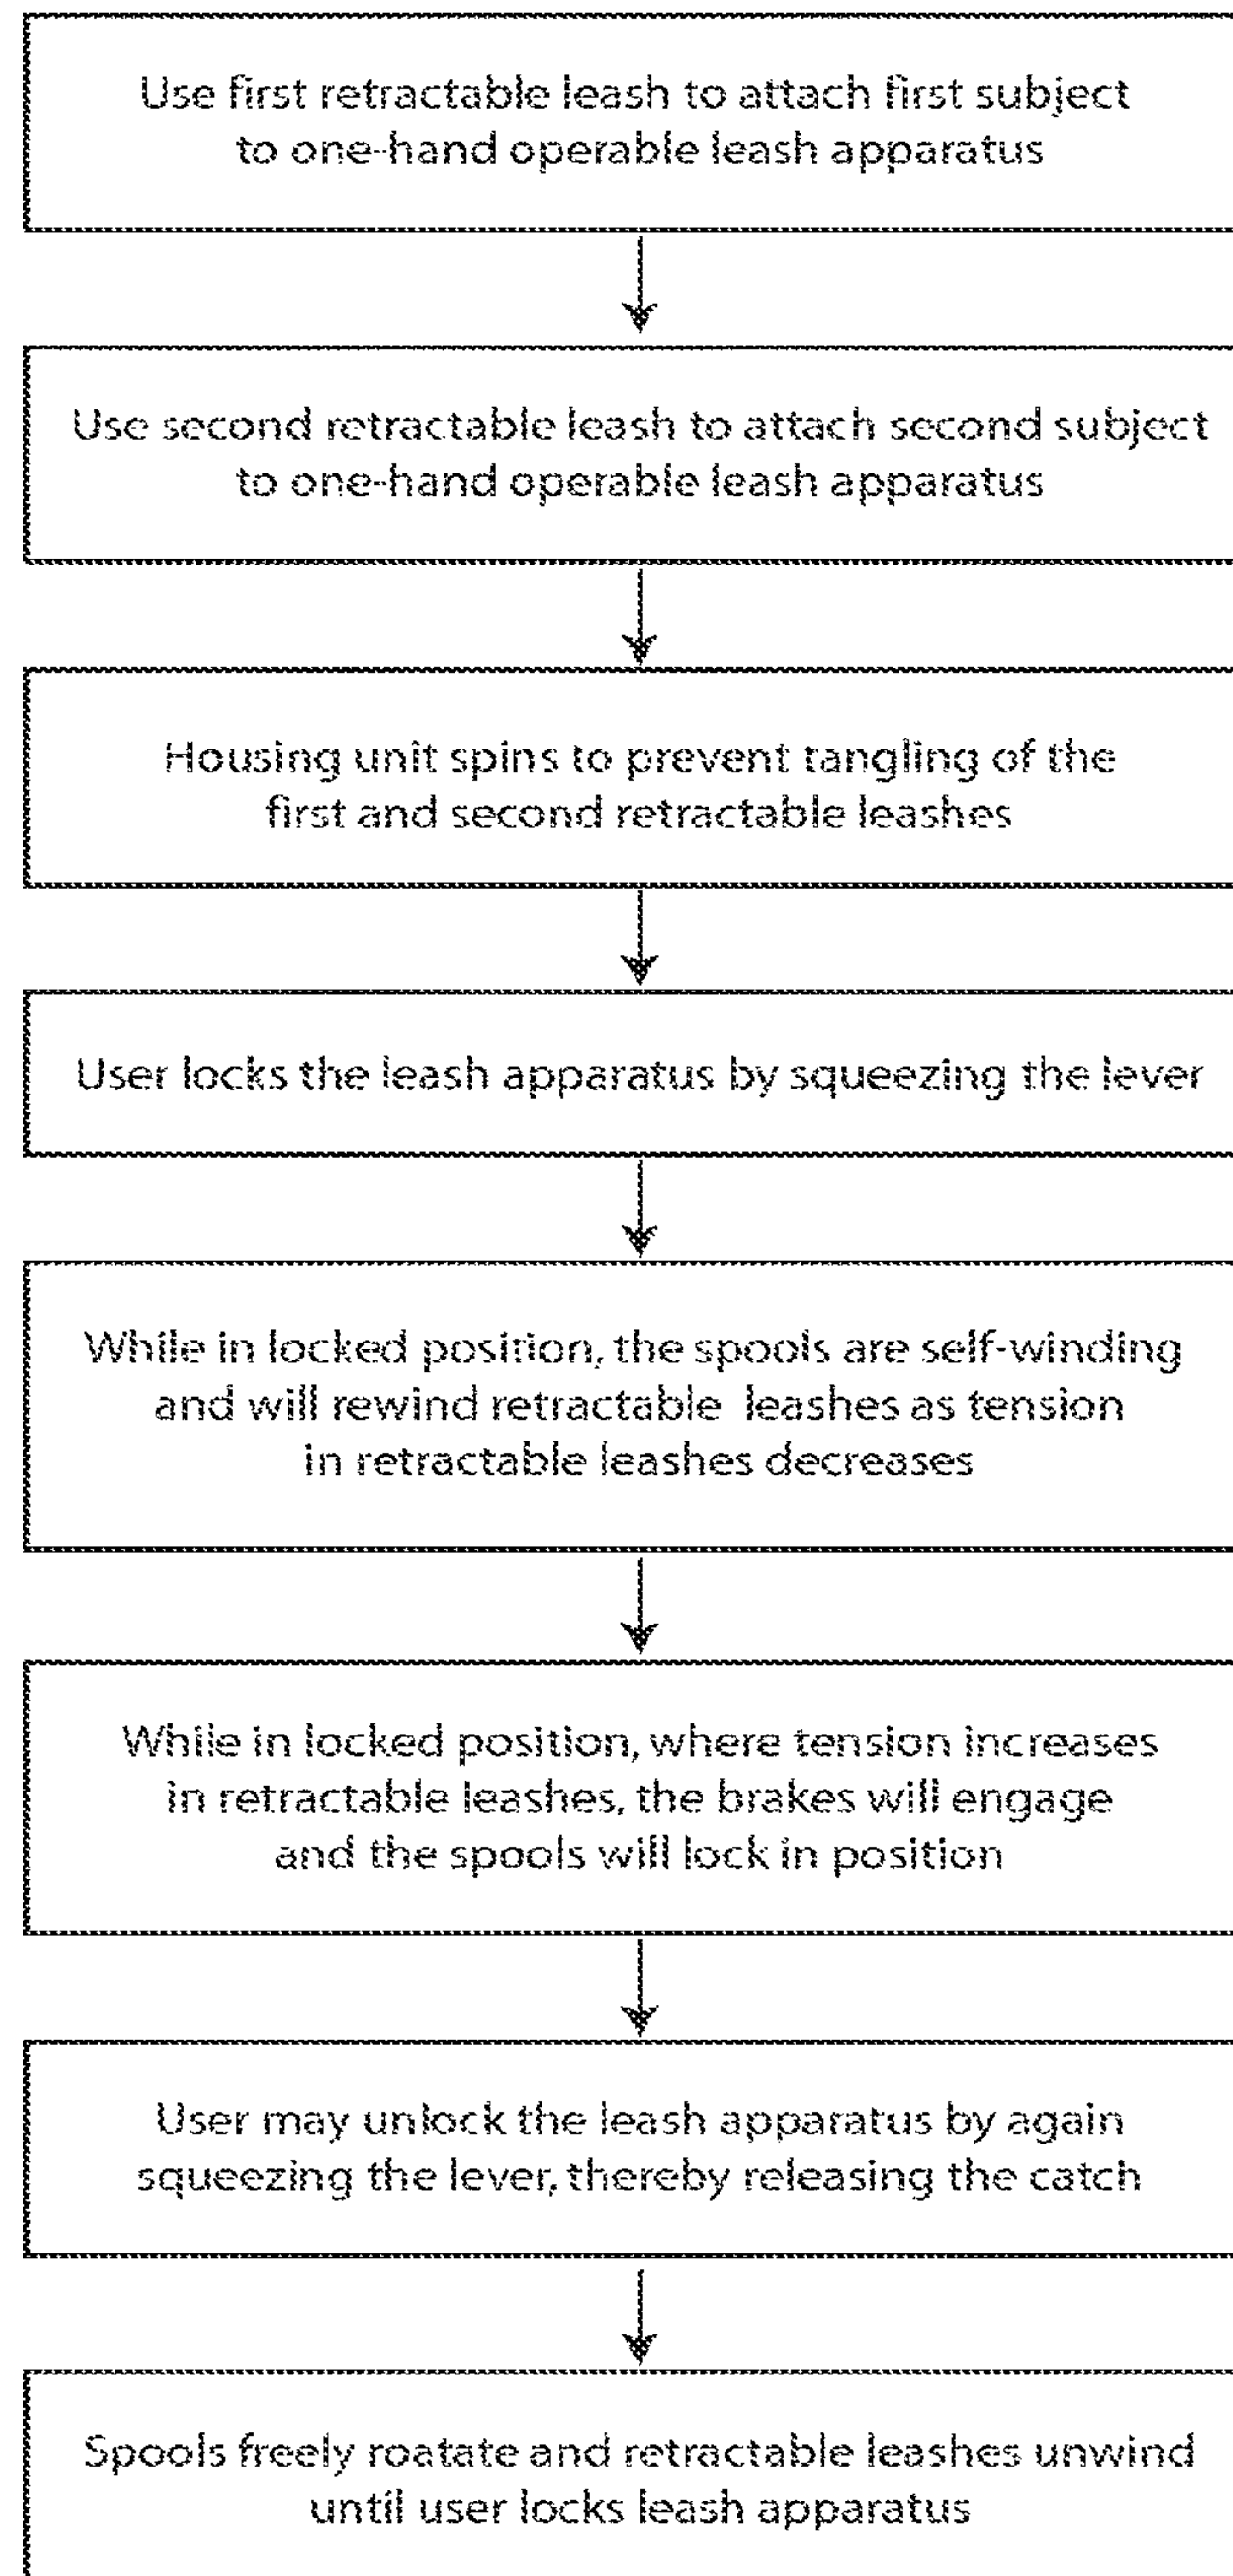 Use first retractable leash to attach first subject
to one-hand operable leash apparatus
Use second retractable leash to attach second subject
to one-hand operable leash apparatus
Housing unit spins to prevent tangling of the
first and second retractable leashes
User locks the leash apparatus by squeezing the lever
While in locked position, the spools are self-winding
and will rewind retractable leashes as tension
in retractable leashes decreases
While in locked position, where tension increases
in retractable leashes, the brakes will engage
and the spools will lock in position
User may unlock the leash apparatus by again
squeezing the lever, thereby releasing the catch
Spools freely roatate and retractable leashes unwind
until user locks leash apparatus